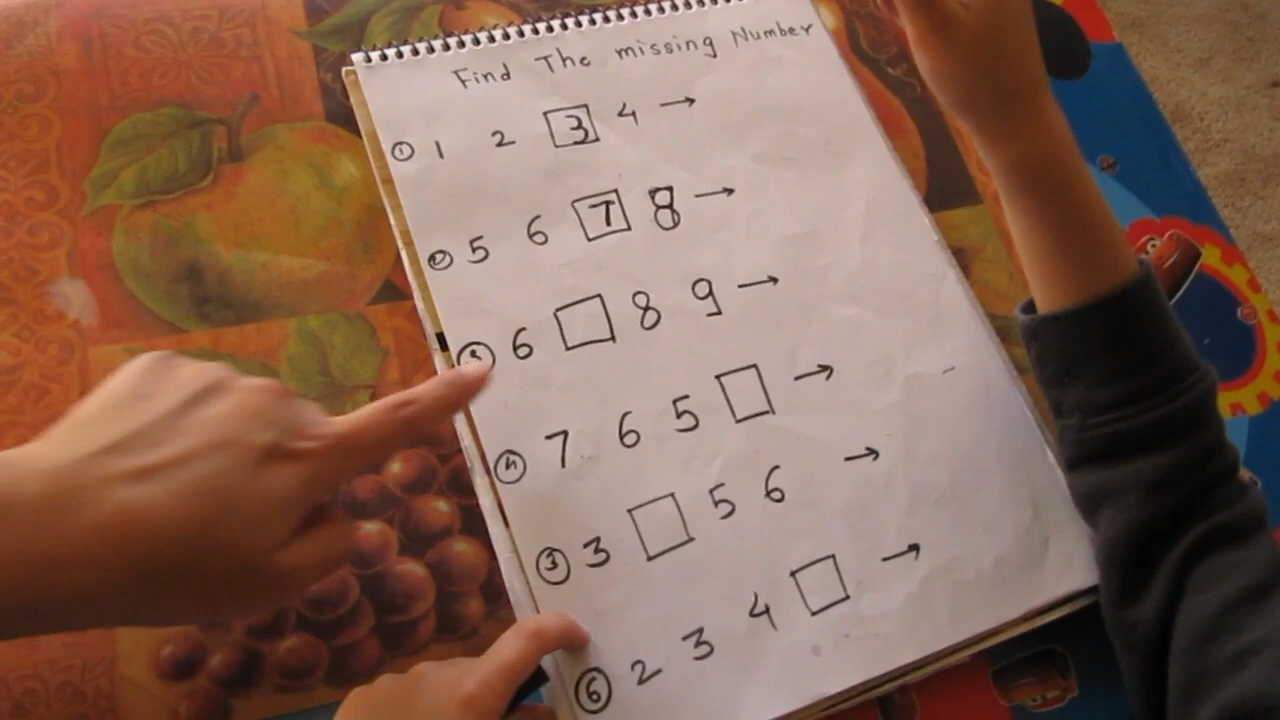 Find The missing Number
① 1 2 3 4 →
② 5 6 7 8 →
③ 6 □ 8 9 →
④ 7 6 5 □ →
③ 3 □ 5 6 →
⑥ 2 3 4 □ →